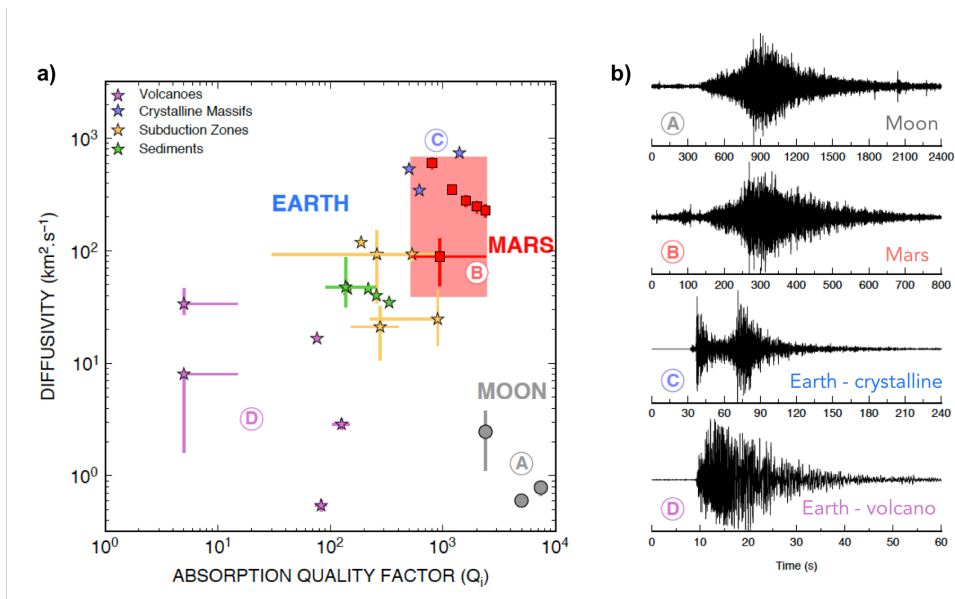 a)
Volcanoes
Crystalline Massifs
Subduction Zones
Sediments
EARTH
MARS
MOON
C
B
D
A
DIFFUSIVITY (km².s⁻¹)
10³
10²
10¹
10⁰
10⁰ 10² 10³ 10⁴
ABSORPTION QUALITY FACTOR (Qᵢ)
b)
A Moon
0 300 600 900 1200 1500 1800 2100 2400
B Mars
0 100 200 300 400 500 600 700 800
C Earth - crystalline
0 30 60 90 120 150 180 210 240
D Earth - volcano
0 10 20 30 40 50 60
Time (s)